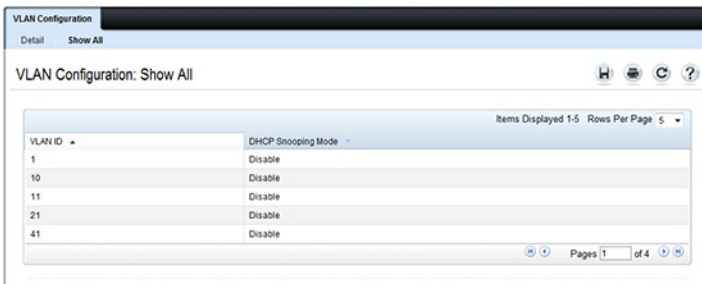 VLAN Configuration
Detail Show All
VLAN Configuration: Show All
Items Displayed 1-5 Rows Per Page 5
VLAN ID DHCP Snooping Mode
1 Disable
10 Disable
11 Disable
21 Disable
41 Disable
Pages 1 of 4